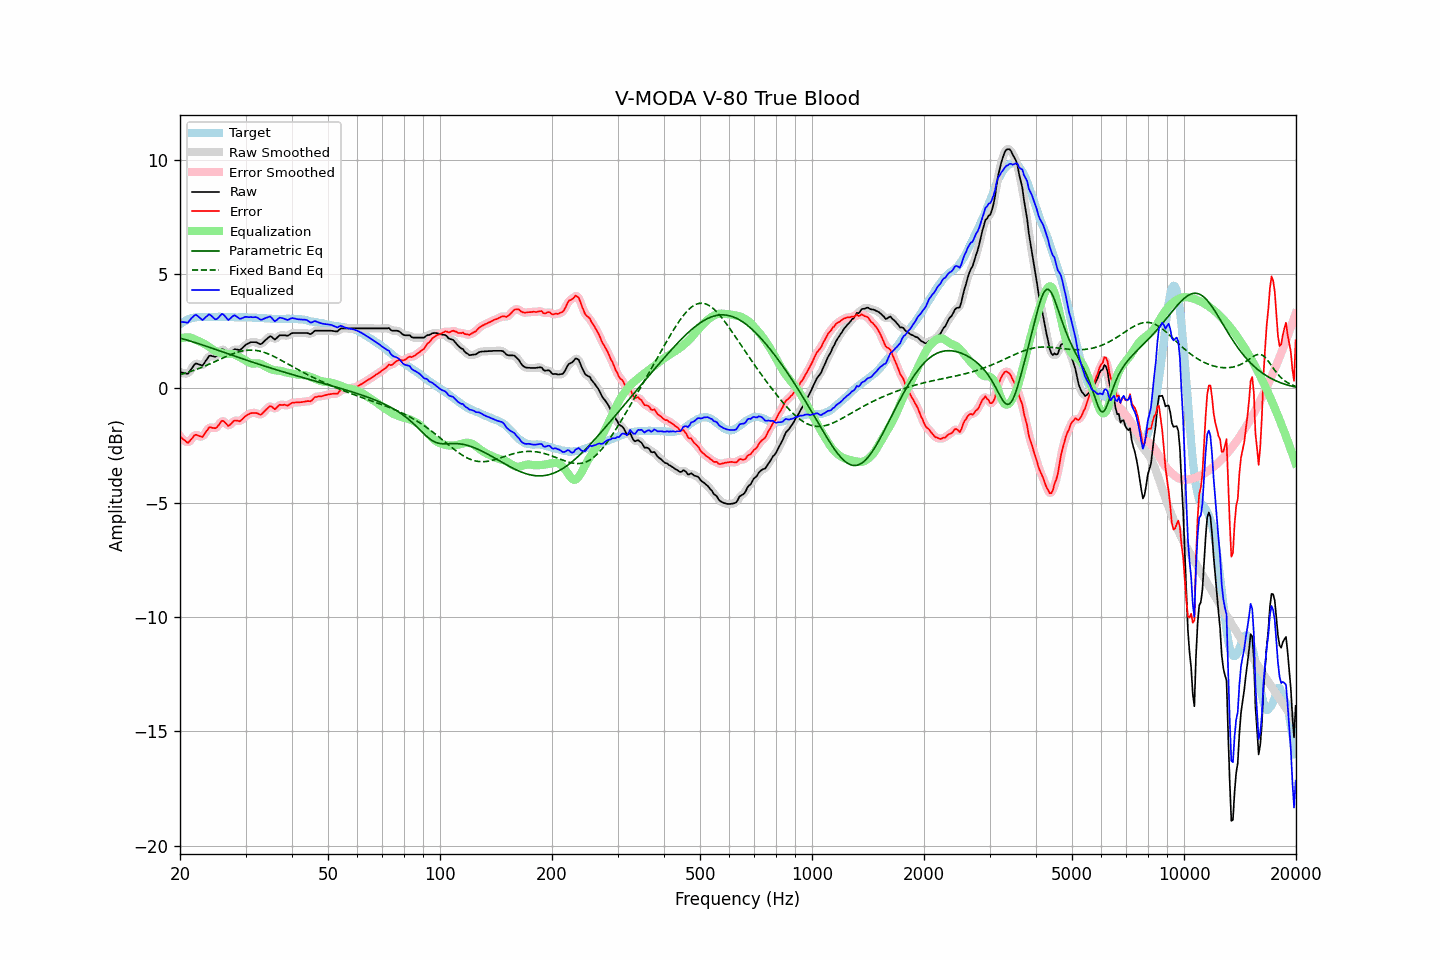 V-MODA V-80 True Blood
Target
Raw Smoothed
Error Smoothed
Raw
Error
Equalization
Parametric Eq
Fixed Band Eq
Equalized
10
5
0
−5
−10
−15
−20
Amplitude (dBr)
20 50 100 200 500 1000 2000 5000 10000 20000
Frequency (Hz)